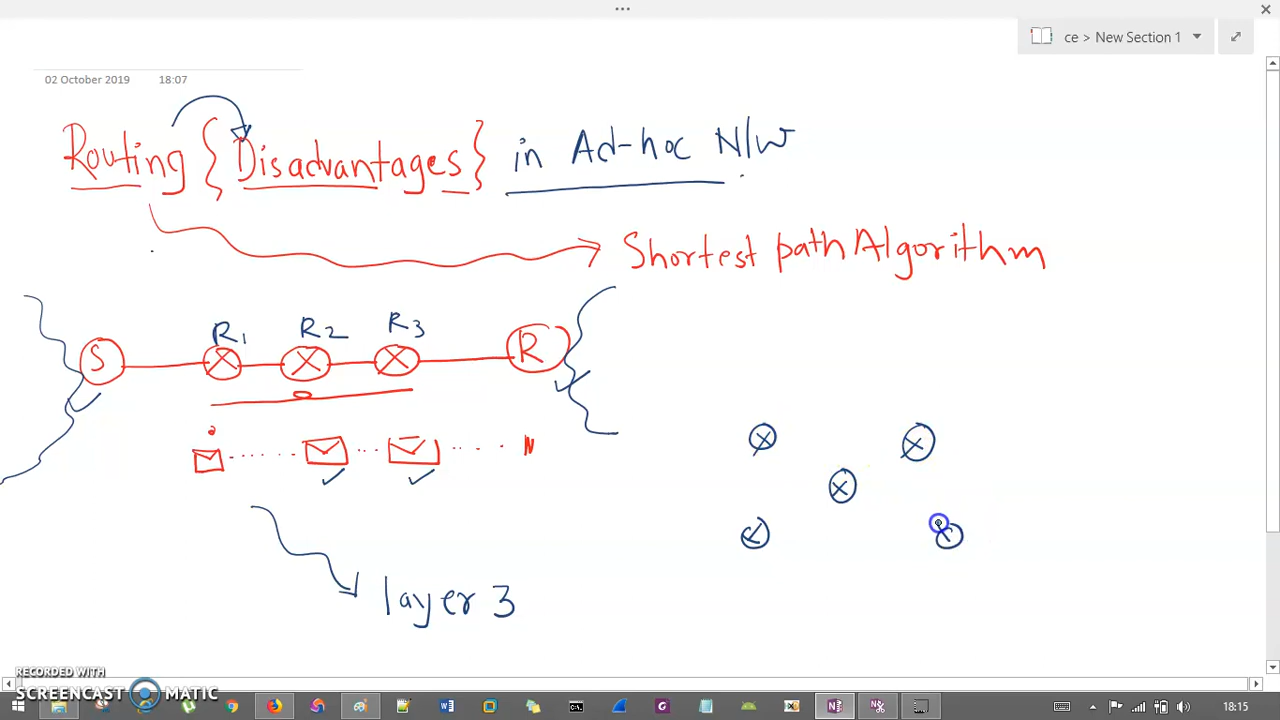 ce > New Section 1
02 October 2019 18:07
Routing {Disadvantages} in Ad-hoc N/W
Shortest path Algorithm
R1 R2 R3
S R
N
layer 3
RECORDED WITH
SCREENCAST MATIC
18:15